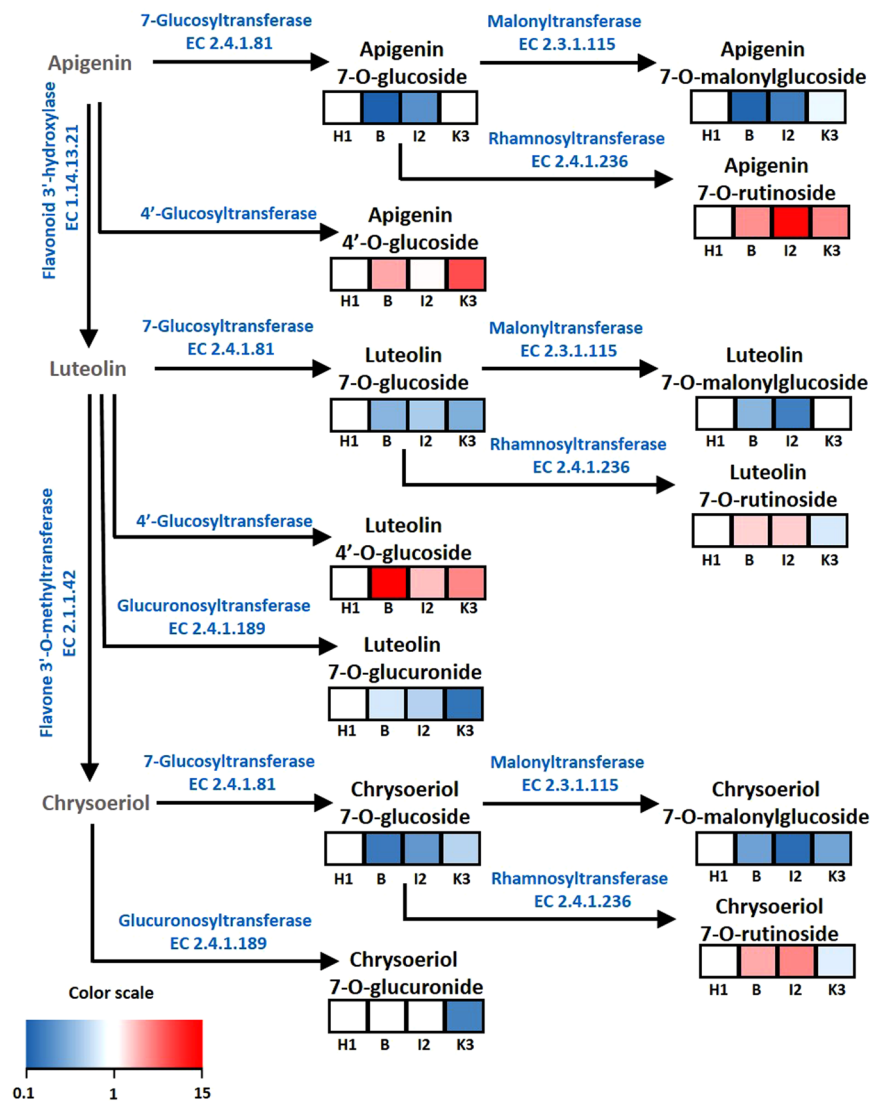 7-Glucosyltransferase
EC 2.4.1.81
Malonyltransferase
EC 2.3.1.115
Apigenin
Apigenin
7-O-glucoside
H1 B I2 K3
Apigenin
7-O-malonylglucoside
H1 B I2 K3
Rhamnosyltransferase
EC 2.4.1.236
Apigenin
7-O-rutinoside
H1 B I2 K3
Flavonoid 3'-hydroxylase
EC 1.14.13.21
4’-Glucosyltransferase
Apigenin
4’-O-glucoside
H1 B I2 K3
7-Glucosyltransferase
EC 2.4.1.81
Malonyltransferase
EC 2.3.1.115
Luteolin
Luteolin
7-O-glucoside
H1 B I2 K3
Luteolin
7-O-malonylglucoside
H1 B I2 K3
Rhamnosyltransferase
EC 2.4.1.236
Luteolin
7-O-rutinoside
H1 B I2 K3
Flavone 3'-O-methyltransferase
EC 2.1.1.42
4’-Glucosyltransferase
Luteolin
4’-O-glucoside
H1 B I2 K3
Glucuronosyltransferase
EC 2.4.1.189
Luteolin
7-O-glucuronide
H1 B I2 K3
7-Glucosyltransferase
EC 2.4.1.81
Malonyltransferase
EC 2.3.1.115
Chrysoeriol
Chrysoeriol
7-O-glucoside
H1 B I2 K3
Chrysoeriol
7-O-malonylglucoside
H1 B I2 K3
Rhamnosyltransferase
EC 2.4.1.236
Chrysoeriol
7-O-rutinoside
H1 B I2 K3
Glucuronosyltransferase
EC 2.4.1.189
Chrysoeriol
7-O-glucuronide
H1 B I2 K3
Color scale
0.1 1 15